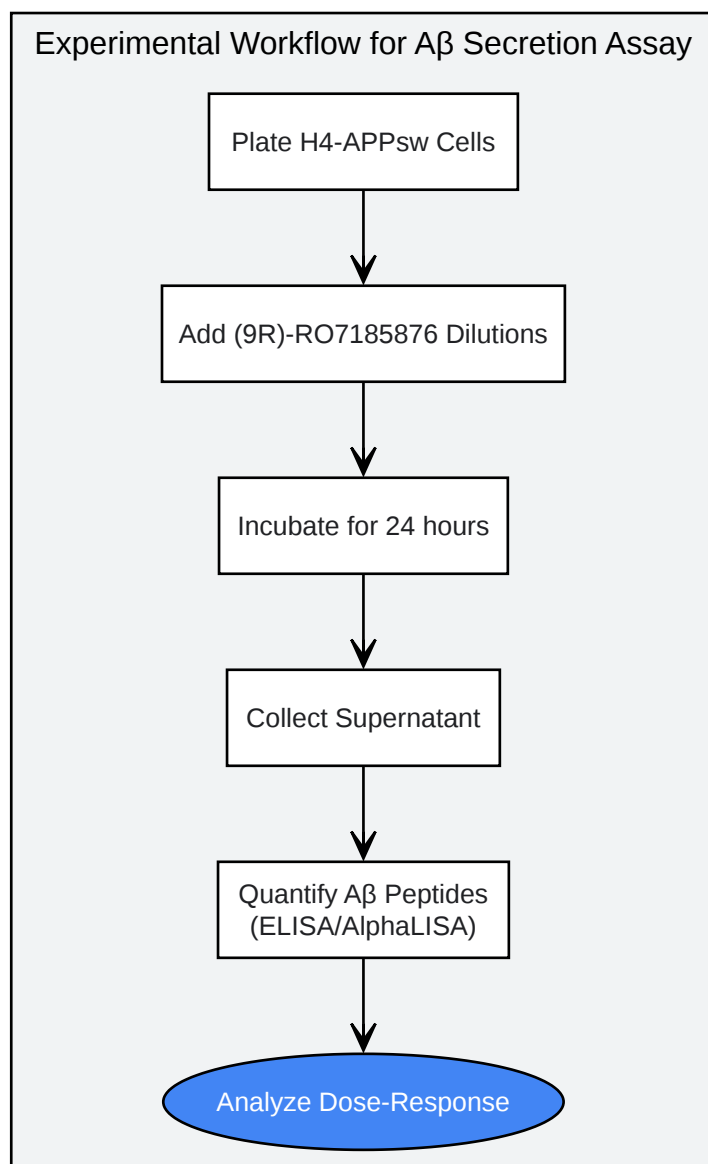 Experimental Workflow for Aβ Secretion Assay
Plate H4-APPsw Cells
Add (9R)-RO7185876 Dilutions
Incubate for 24 hours
Collect Supernatant
Quantify Aβ Peptides
(ELISA/AlphaLISA)
Analyze Dose-Response